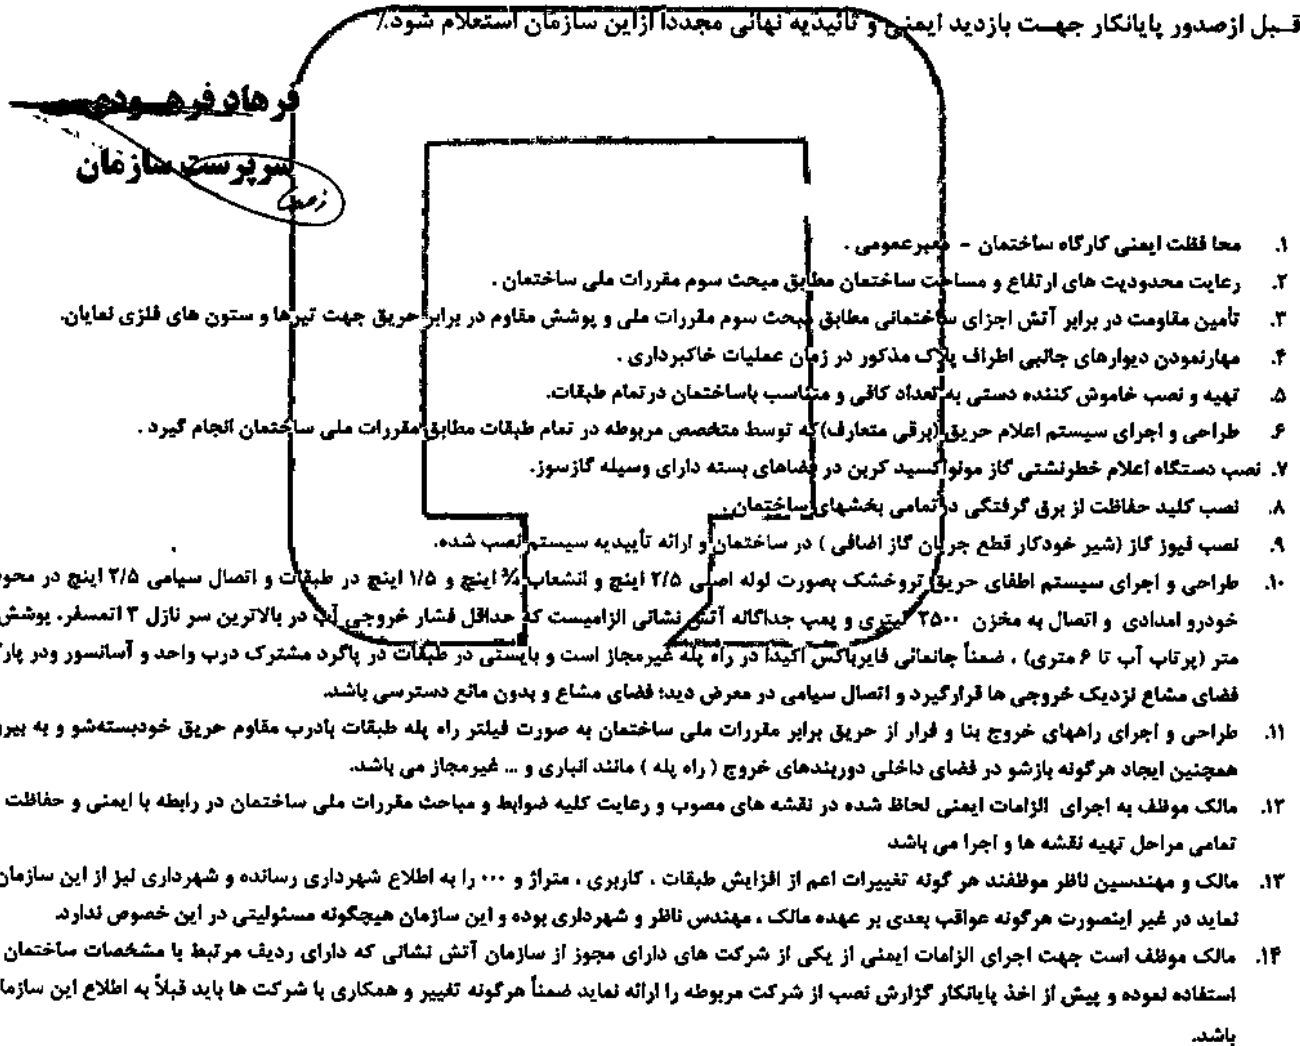 قبل ازصدور پایانکار جهت بازدید ایمنی و تائیدیه نهائی مجددا ازاین سازمان استعلام شود./
فرهاد فرهودی
سرپرست سازمان
۱. محا فظت ایمنی کارگاه ساختمان - معبرعمومی .
۲. رعایت محدودیت های ارتفاع و مساحت ساختمان مطابق مبحث سوم مقررات ملی ساختمان .
۳. تأمین مقاومت در برابر آتش اجزای ساختمانی مطابق مبحث سوم مقررات ملی و پوشش مقاوم در برابر حریق جهت تیرها و ستون های فلزی نمایان.
۴. مهارنمودن دیوارهای جانبی اطراف پلاک مذکور در زمان عملیات خاکبرداری .
۵. تهیه و نصب خاموش کننده دستی به تعداد کافی و متناسب باساختمان درتمام طبقات.
۶. طراحی و اجرای سیستم اعلام حریق (برقی متعارف)که توسط متخصص مربوطه در تمام طبقات مطابق مقررات ملی ساختمان انجام گیرد .
۷. نصب دستگاه اعلام خطرنشتی گاز مونواکسید کربن در فضاهای بسته دارای وسیله گازسوز.
۸. نصب کلید حفاظت از برق گرفتگی درتمامی بخشهای ساختمان .
۹. نصب فیوز گاز (شیر خودکار قطع جریان گاز اضافی ) در ساختمان و ارائه تأییدیه سیستم نصب شده.
۱۰. طراحی و اجرای سیستم اطفای حریق تروخشک بصورت لوله اصلی ۲/۵ اینچ و انشعاب ¾ اینچ و ۱/۵ اینچ در طبقات و اتصال سیامی ۲/۵ اینچ در
خودرو امدادی و اتصال به مخزن ۳۵۰۰ لیتری و پمپ جداگانه آتش نشانی الزامیست که حداقل فشار خروجی آب در بالاترین سر نازل ۳ اتمسفر، پوشش
متر (پرتاب آب تا ۶ متری) ، ضمناً جانمائی فایرباکس اکیدا در راه پله غیرمجاز است و بایستی در طبقات در پاگرد مشترک درب واحد و آسانسور ودر
فضای مشاع نزدیک خروجی ها قرارگیرد و اتصال سیامی در معرض دید؛ فضای مشاع و بدون مانع دسترسی باشد.
۱۱. طراحی و اجرای راههای خروج بنا و فرار از حریق برابر مقررات ملی ساختمان به صورت فیلتر راه پله طبقات بادرب مقاوم حریق خودبستهشو و به
همچنین ایجاد هرگونه بازشو در فضای داخلی دوربندهای خروج ( راه پله ) مانند انباری و ... غیرمجاز می باشد.
۱۲. مالک موظف به اجرای الزامات ایمنی لحاظ شده در نقشه های مصوب و رعایت کلیه ضوابط و مباحث مقررات ملی ساختمان در رابطه با ایمنی و حفاظت
تمامی مراحل تهیه نقشه ها و اجرا می باشد
۱۳. مالک و مهندسین ناظر موظفند هر گونه تغییرات اعم از افزایش طبقات ، کاربری ، متراژ و ... را به اطلاع شهرداری رسانده و شهرداری نیز از این سازمان
نماید در غیر اینصورت هرگونه عواقب بعدی بر عهده مالک ، مهندس ناظر و شهرداری بوده و این سازمان هیچگونه مسئولیتی در این خصوص ندارد.
۱۴. مالک موظف است جهت اجرای الزامات ایمنی از یکی از شرکت های دارای مجوز از سازمان آتش نشانی که دارای ردیف مرتبط با مشخصات ساختمان
استفاده نموده و پیش از اخذ پایانکار گزارش نصب از شرکت مربوطه را ارائه نماید ضمناً هرگونه تغییر و همکاری با شرکت ها باید قبلاً به اطلاع این
باشد.